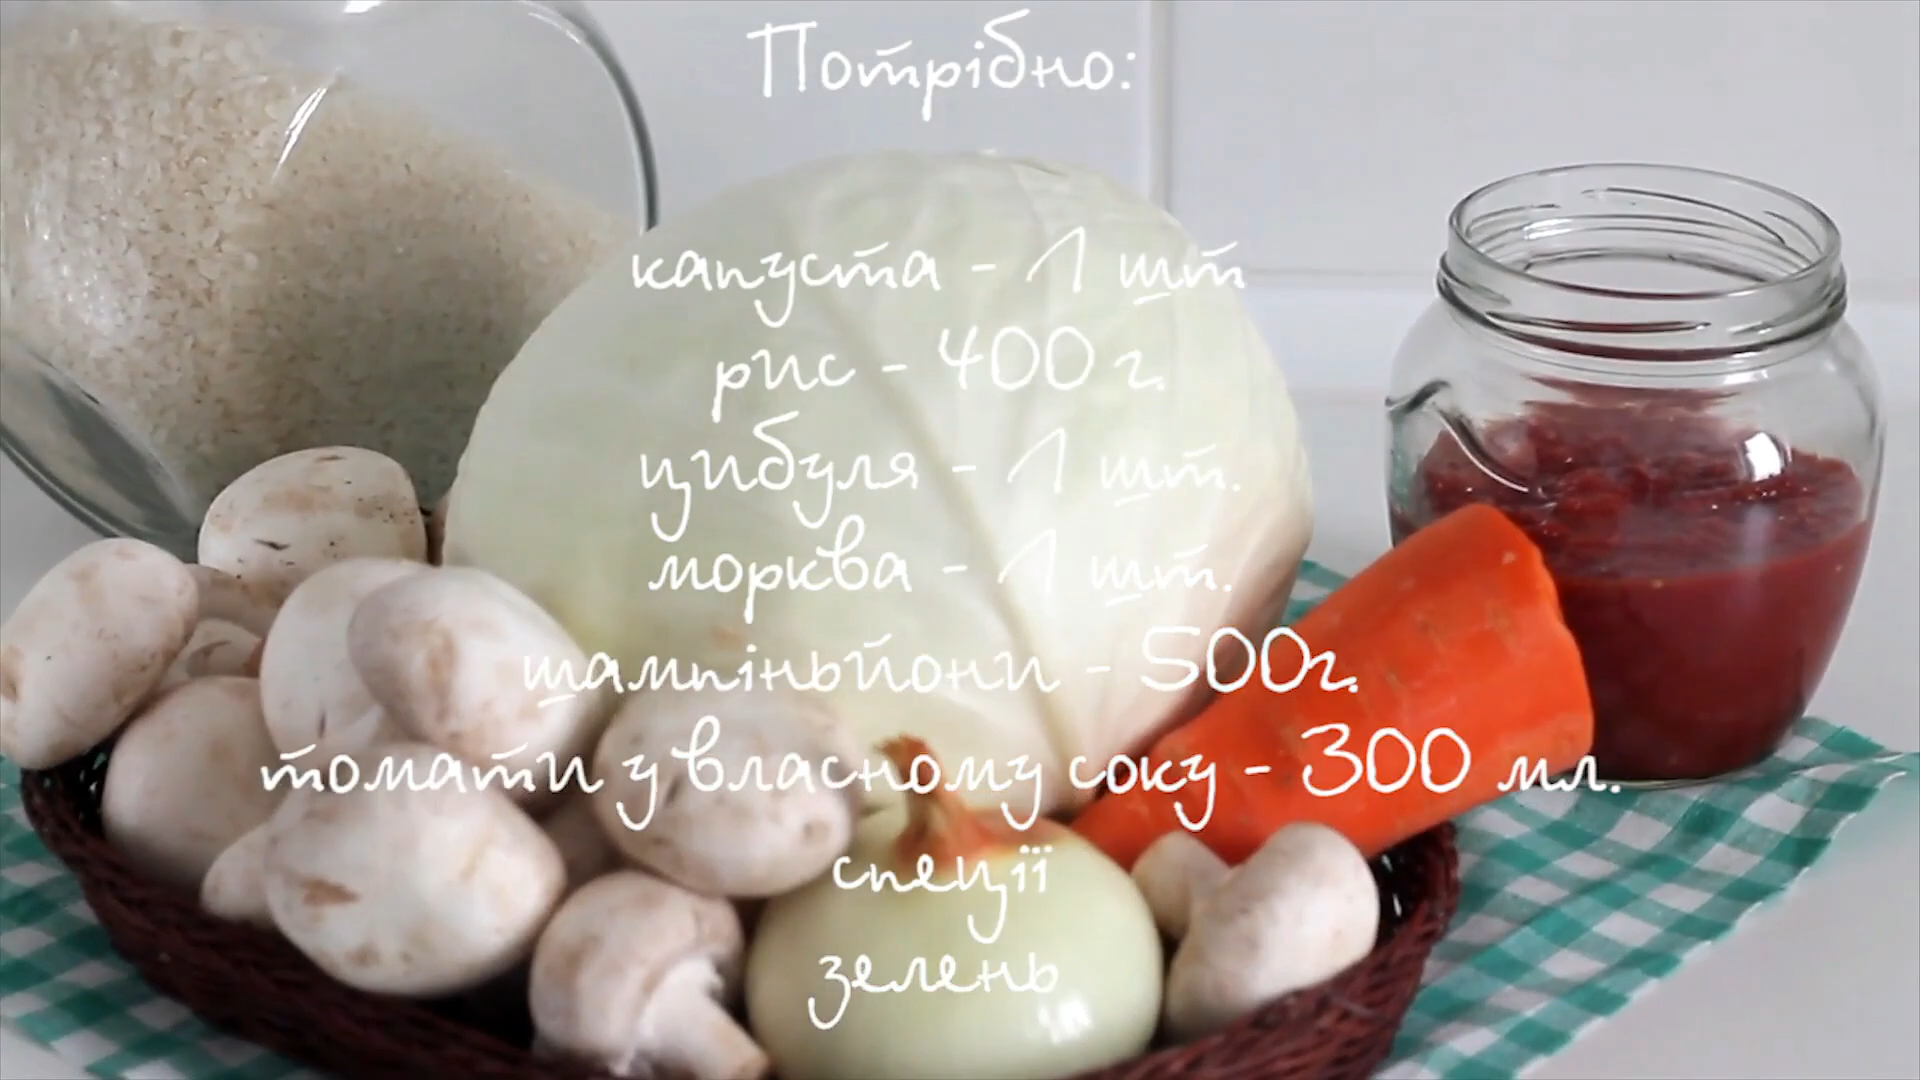 Потрібно:
капуста - 1 шт
рис - 400 г.
цибуля - 1 шт.
морква - 1 шт.
шампіньйони - 500г.
томати у власному соку - 300 мл.
спеції
зелень